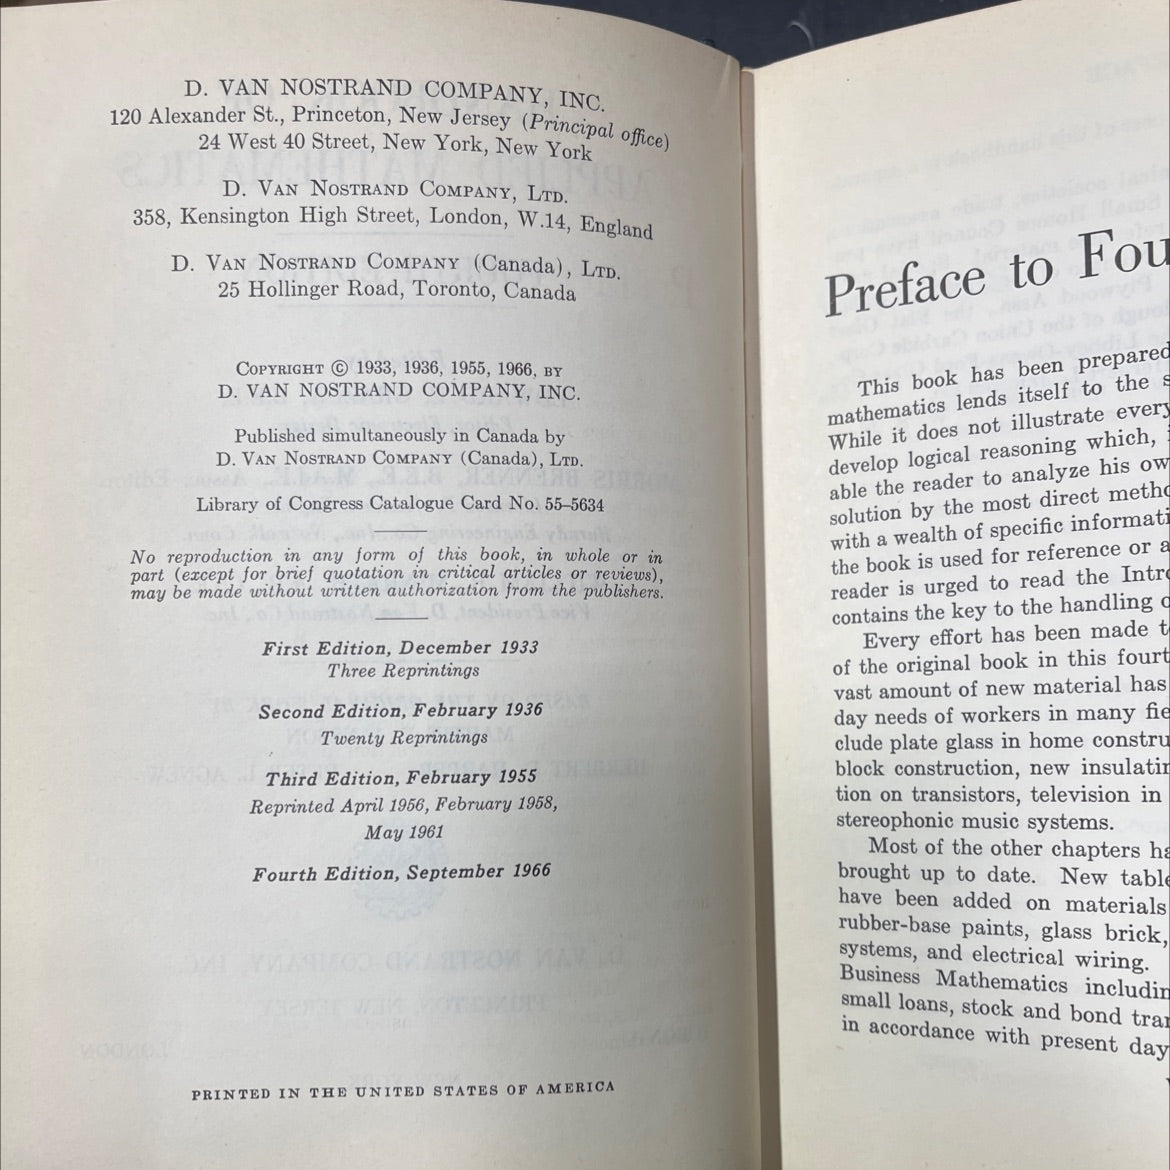 D. VAN NOSTRAND COMPANY, INC.
120 Alexander St., Princeton, New Jersey (Principal office)
24 West 40 Street, New York, New York
D. VAN NOSTRAND COMPANY, LTD.
358, Kensington High Street, London, W.14, England
D. VAN NOSTRAND COMPANY (Canada), LTD.
25 Hollinger Road, Toronto, Canada
COPYRIGHT © 1933, 1936, 1955, 1966, BY
D. VAN NOSTRAND COMPANY, INC.
Published simultaneously in Canada by
D. VAN NOSTRAND COMPANY (Canada), LTD.
Library of Congress Catalogue Card No. 55–5634
No reproduction in any form of this book, in whole or in
part (except for brief quotation in critical articles or reviews),
may be made without written authorization from the publishers.
First Edition, December 1933
Three Reprintings
Second Edition, February 1936
Twenty Reprintings
Third Edition, February 1955
Reprinted April 1956, February 1958,
May 1961
Fourth Edition, September 1966
PRINTED IN THE UNITED STATES OF AMERICA
Preface to Fou
This book has been prepared
mathematics lends itself to the s
While it does not illustrate every
develop logical reasoning which, i
able the reader to analyze his ow
solution by the most direct metho
with a wealth of specific informati
the book is used for reference or a
reader is urged to read the Intro
contains the key to the handling o
Every effort has been made t
of the original book in this fourt
vast amount of new material has
day needs of workers in many fie
clude plate glass in home constru
block construction, new insulatin
tion on transistors, television in
stereophonic music systems.
Most of the other chapters ha
brought up to date. New table
have been added on materials
rubber-base paints, glass brick,
systems, and electrical wiring.
Business Mathematics includin
small loans, stock and bond tran
in accordance with present day